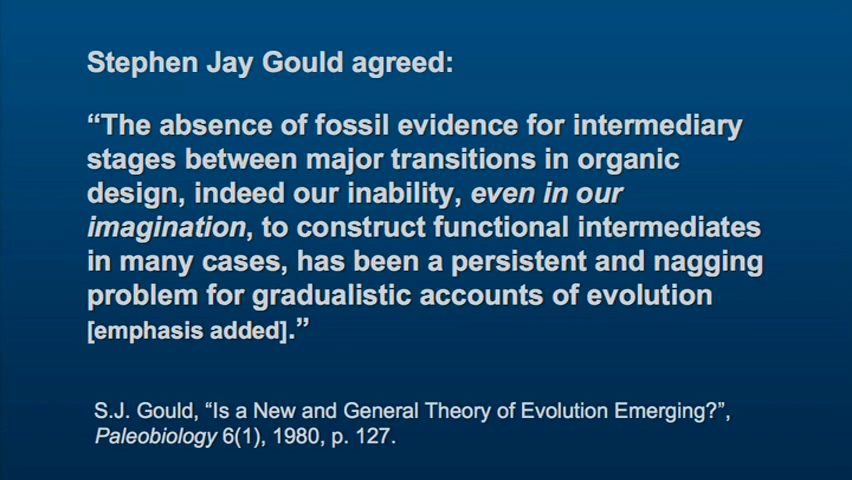 Stephen Jay Gould agreed:
“The absence of fossil evidence for intermediary
stages between major transitions in organic
design, indeed our inability, even in our
imagination, to construct functional intermediates
in many cases, has been a persistent and nagging
problem for gradualistic accounts of evolution
[emphasis added].”
S.J. Gould, “Is a New and General Theory of Evolution Emerging?”,
Paleobiology 6(1), 1980, p. 127.